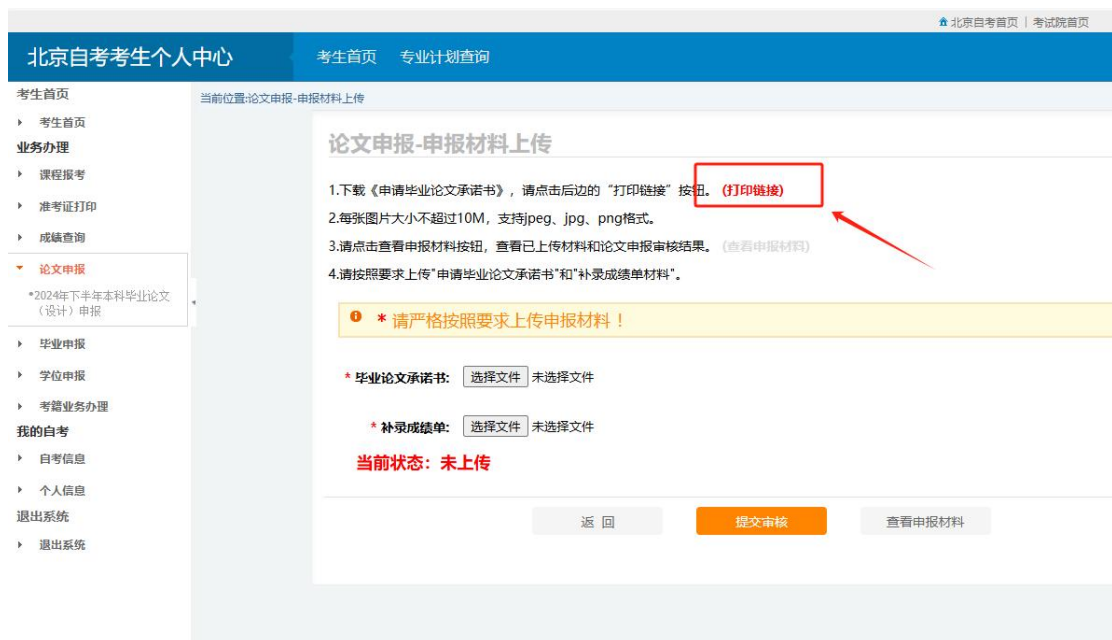 北京自考首页 | 考试院首页
北京自考考生个人中心
考生首页 专业计划查询
考生首页
考生首页
业务办理
课程报考
准考证打印
成绩查询
论文申报
•2024年下半年本科毕业论文
（设计）申报
毕业申报
学位申报
考籍业务办理
我的自考
自考信息
个人信息
退出系统
退出系统
当前位置:论文申报-申报材料上传
论文申报-申报材料上传
1.下载《申请毕业论文承诺书》，请点击后边的“打印链接”按钮。 (打印链接)
2.每张图片大小不超过10M，支持jpeg、jpg、png格式。
3.请点击查看申报材料按钮，查看已上传材料和论文申报审核结果。 (查看申报材料)
4.请按照要求上传"申请毕业论文承诺书"和"补录成绩单材料"。
* 请严格按照要求上传申报材料！
* 毕业论文承诺书: 选择文件 未选择文件
* 补录成绩单: 选择文件 未选择文件
当前状态：未上传
返 回 提交审核 查看申报材料